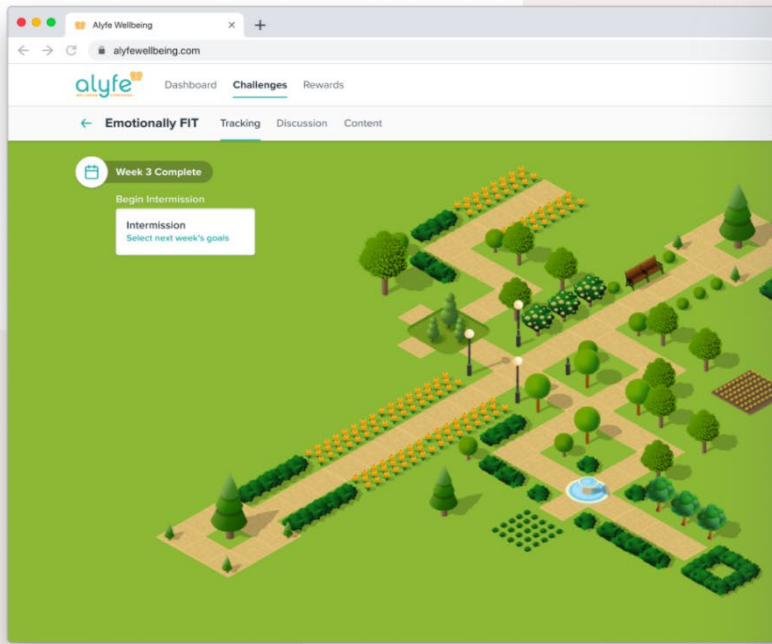 Alyfe Wellbeing
alyfewellbeing.com
alyfe
Dashboard Challenges Rewards
Emotionally FIT Tracking Discussion Content
Week 3 Complete
Begin Intermission
Intermission
Select next week's goals